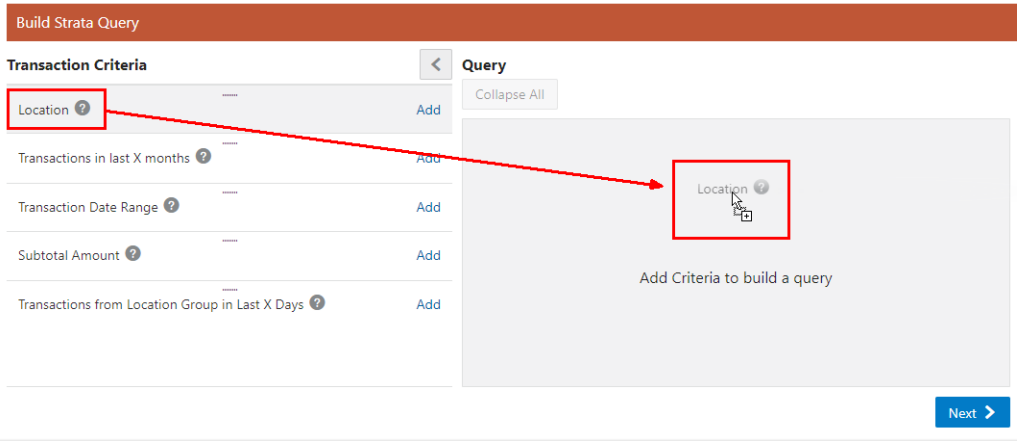 Build Strata Query
Transaction Criteria
Location
Add
Transactions in last X months
Add
Transaction Date Range
Add
Subtotal Amount
Add
Transactions from Location Group in Last X Days
Add
Query
Collapse All
Location
Add Criteria to build a query
Next